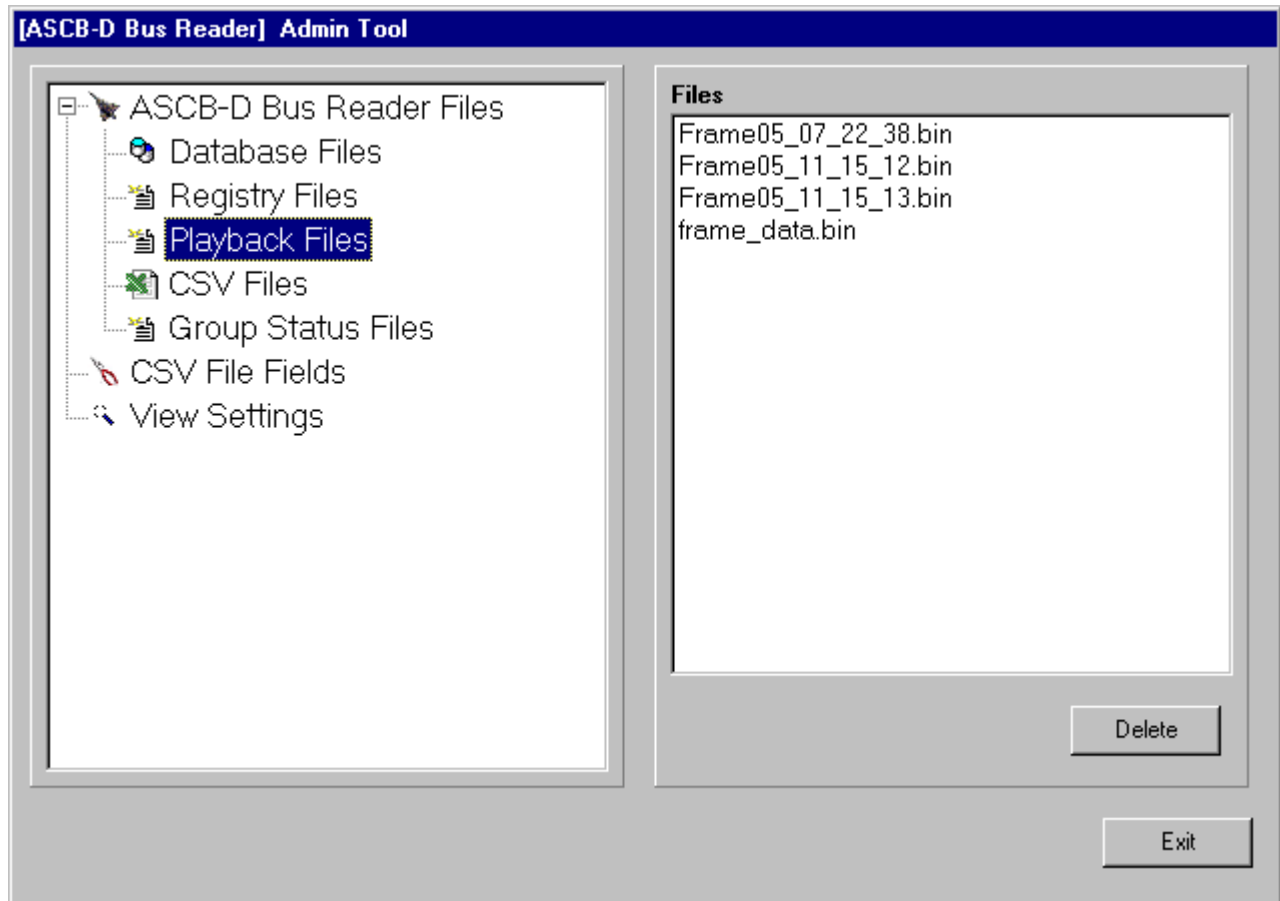 [ASCB-D Bus Reader] Admin Tool
ASCB-D Bus Reader Files
Database Files
Registry Files
Playback Files
CSV Files
Group Status Files
CSV File Fields
View Settings
Files
Frame05_07_22_38.bin
Frame05_11_15_12.bin
Frame05_11_15_13.bin
frame_data.bin
Delete
Exit